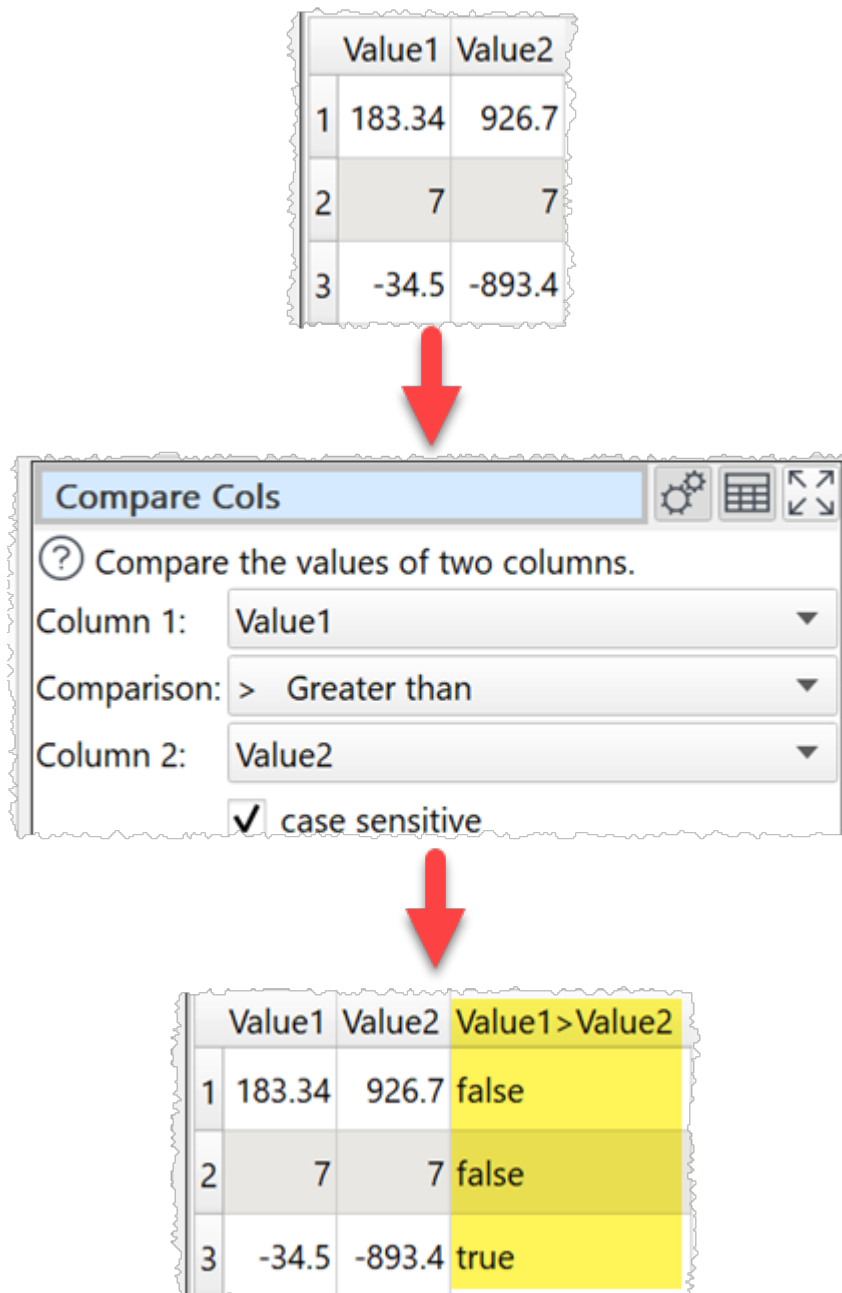 Value1 Value2
1 183.34 926.7
2 7 7
3 -34.5 -893.4
Compare Cols
? Compare the values of two columns.
Column 1: Value1
Comparison: > Greater than
Column 2: Value2
✓ case sensitive
Value1 Value2 Value1>Value2
1 183.34 926.7 false
2 7 7 false
3 -34.5 -893.4 true